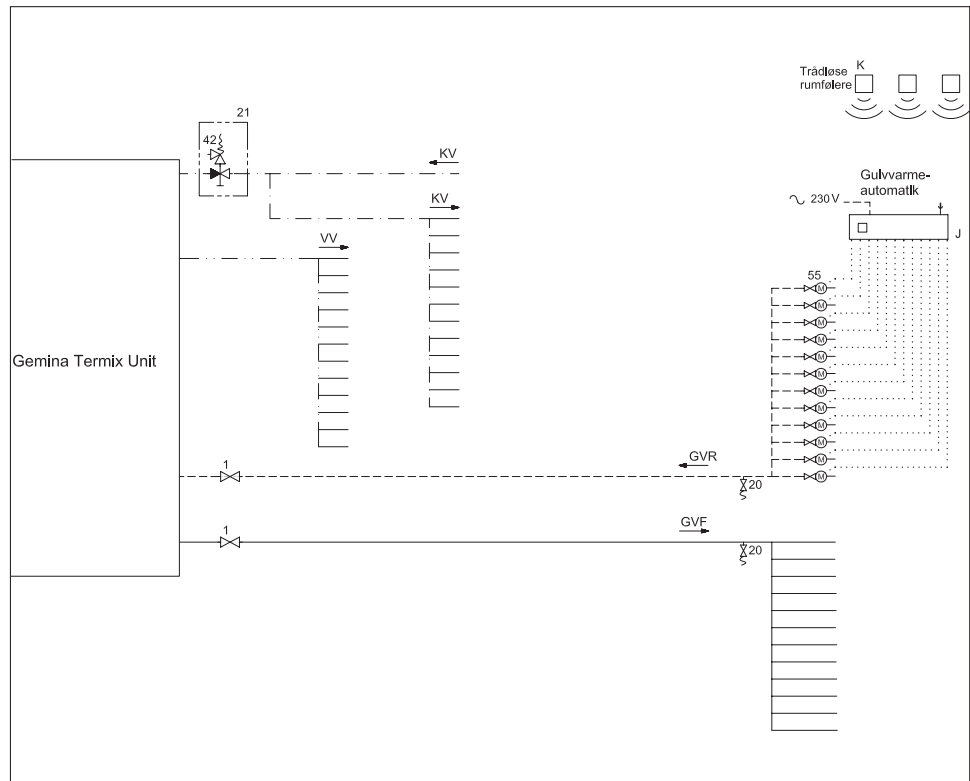 K
Trådløse
rumfølere
21
42
KV
Gulvvarme-
automatik
KV
230 V
J
VV
55
M
M
M
M
Gemina Termix Unit
M
M
M
M
M
M
M
1
GVR
M
20
1
GVF
20